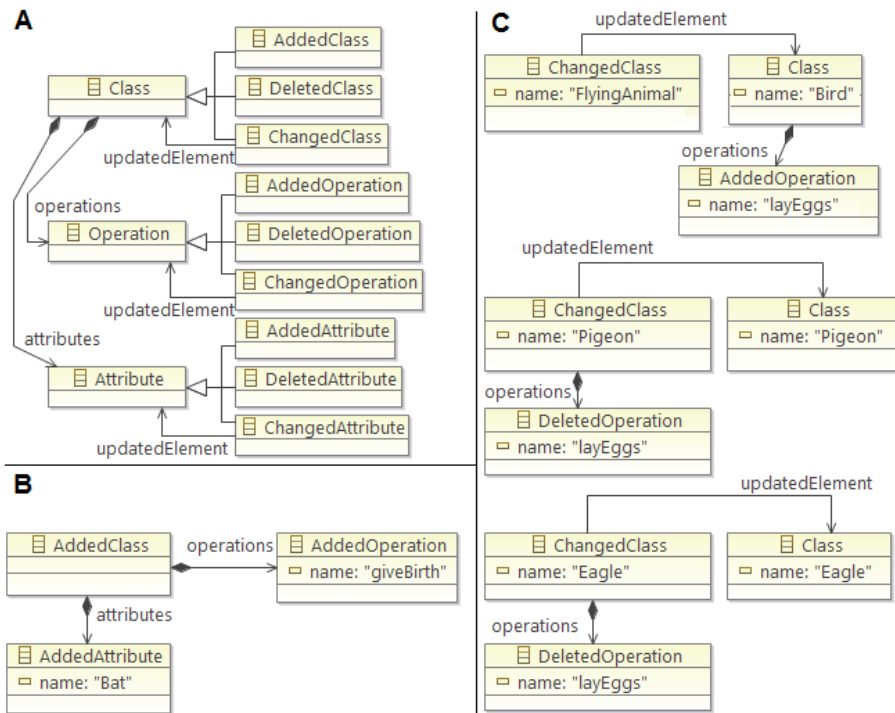 A
AddedClass
Class
DeletedClass
ChangedClass
updatedElement
AddedOperation
operations
Operation
DeletedOperation
ChangedOperation
updatedElement
AddedAttribute
attributes
Attribute
DeletedAttribute
ChangedAttribute
updatedElement
B
AddedClass
operations
AddedOperation
name: "giveBirth"
attributes
AddedAttribute
name: "Bat"
C
updatedElement
ChangedClass
name: "FlyingAnimal"
Class
name: "Bird"
operations
AddedOperation
name: "layEggs"
updatedElement
ChangedClass
name: "Pigeon"
Class
name: "Pigeon"
operations
DeletedOperation
name: "layEggs"
updatedElement
ChangedClass
name: "Eagle"
Class
name: "Eagle"
operations
DeletedOperation
name: "layEggs"